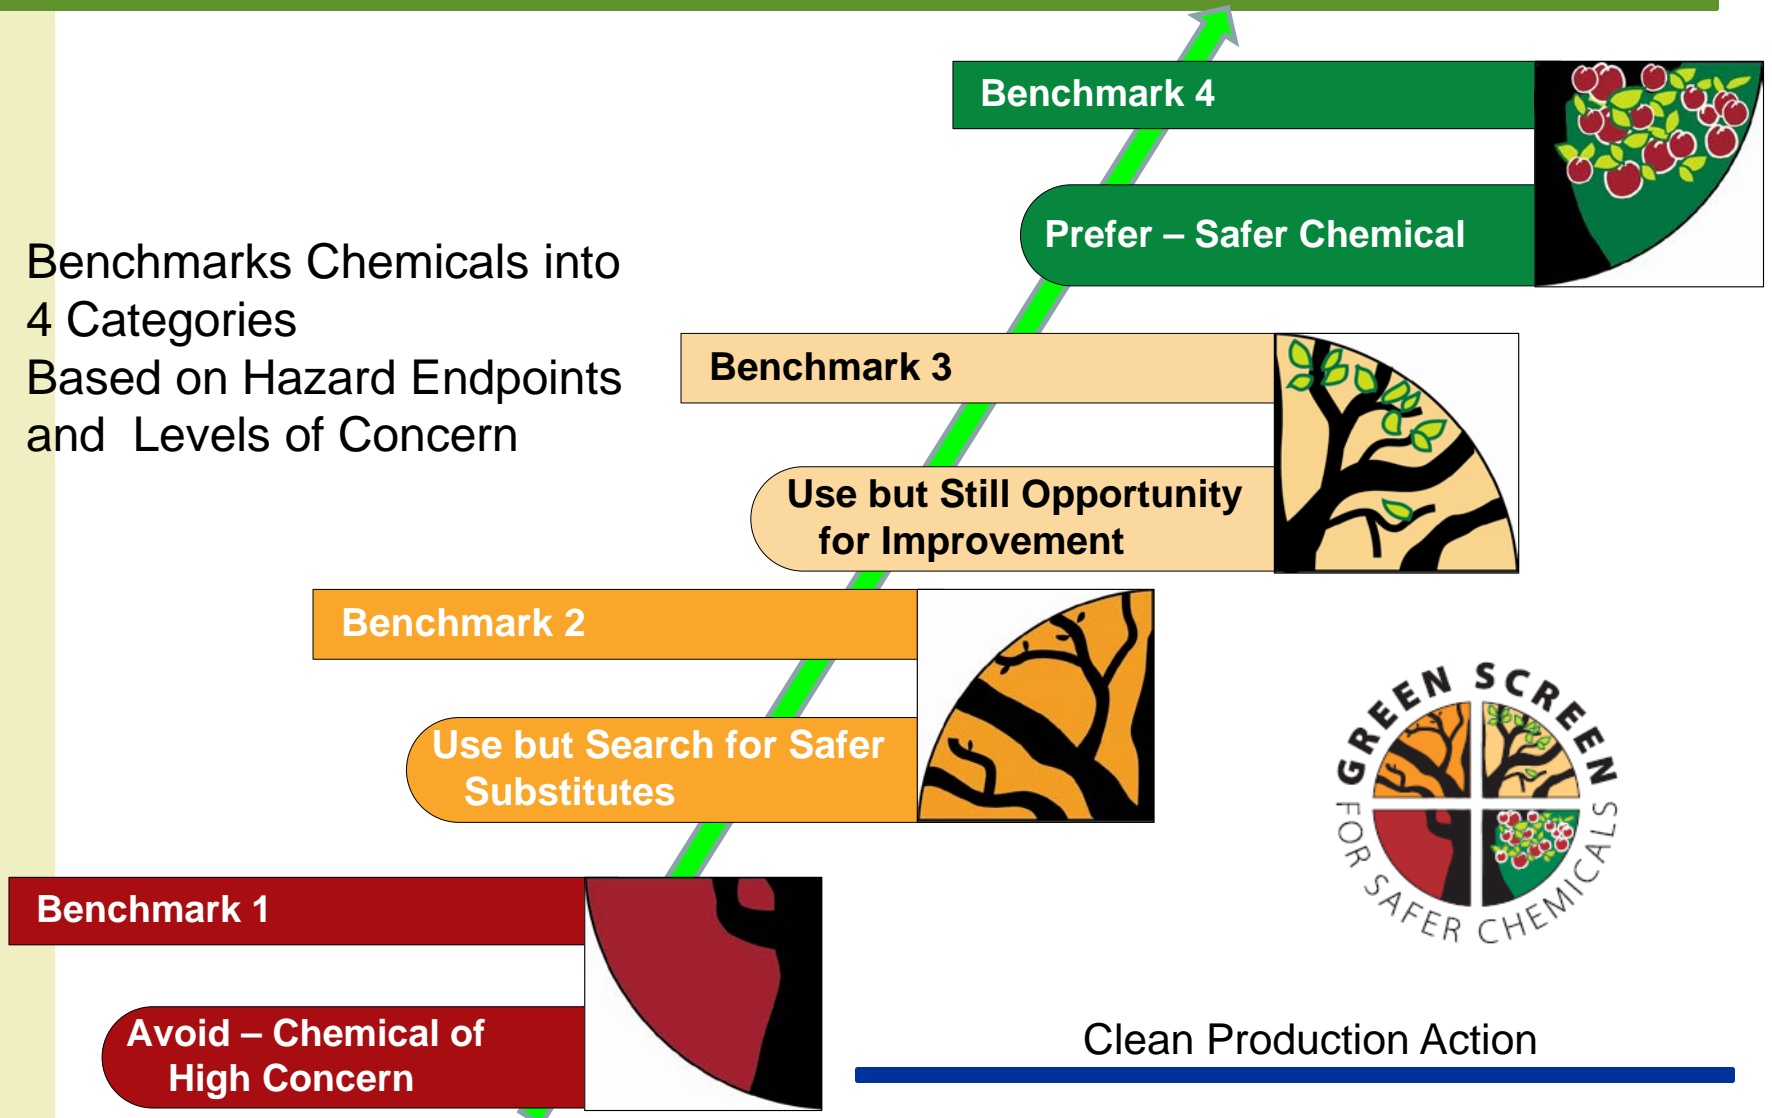 Benchmark 4
Prefer – Safer Chemical
Benchmarks Chemicals into
4 Categories
Based on Hazard Endpoints
and Levels of Concern
Benchmark 3
Use but Still Opportunity
for Improvement
Benchmark 2
Use but Search for Safer
Substitutes
GREEN SCREEN
FOR SAFER CHEMICALS
Benchmark 1
Avoid – Chemical of
High Concern
Clean Production Action